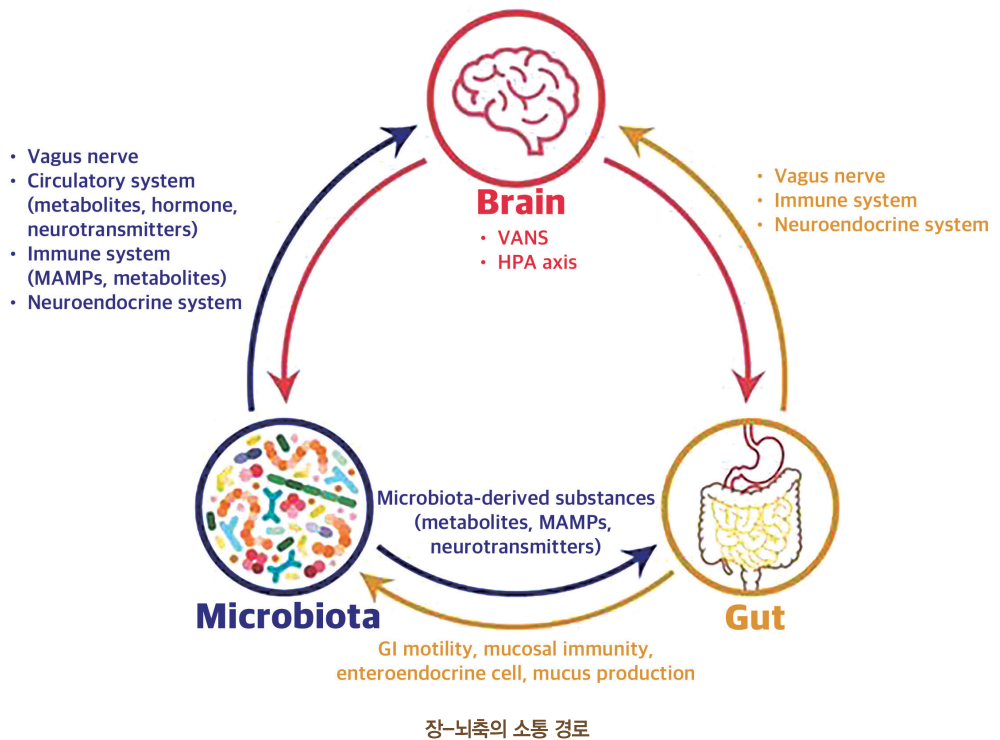 Brain
• VANS
• HPA axis
• Vagus nerve
• Circulatory system
(metabolites, hormone,
neurotransmitters)
• Immune system
(MAMPs, metabolites)
• Neuroendocrine system
• Vagus nerve
• Immune system
• Neuroendocrine system
Microbiota-derived substances
(metabolites, MAMPs,
neurotransmitters)
Microbiota
Gut
GI motility, mucosal immunity,
enteroendocrine cell, mucus production
장–뇌축의 소통 경로